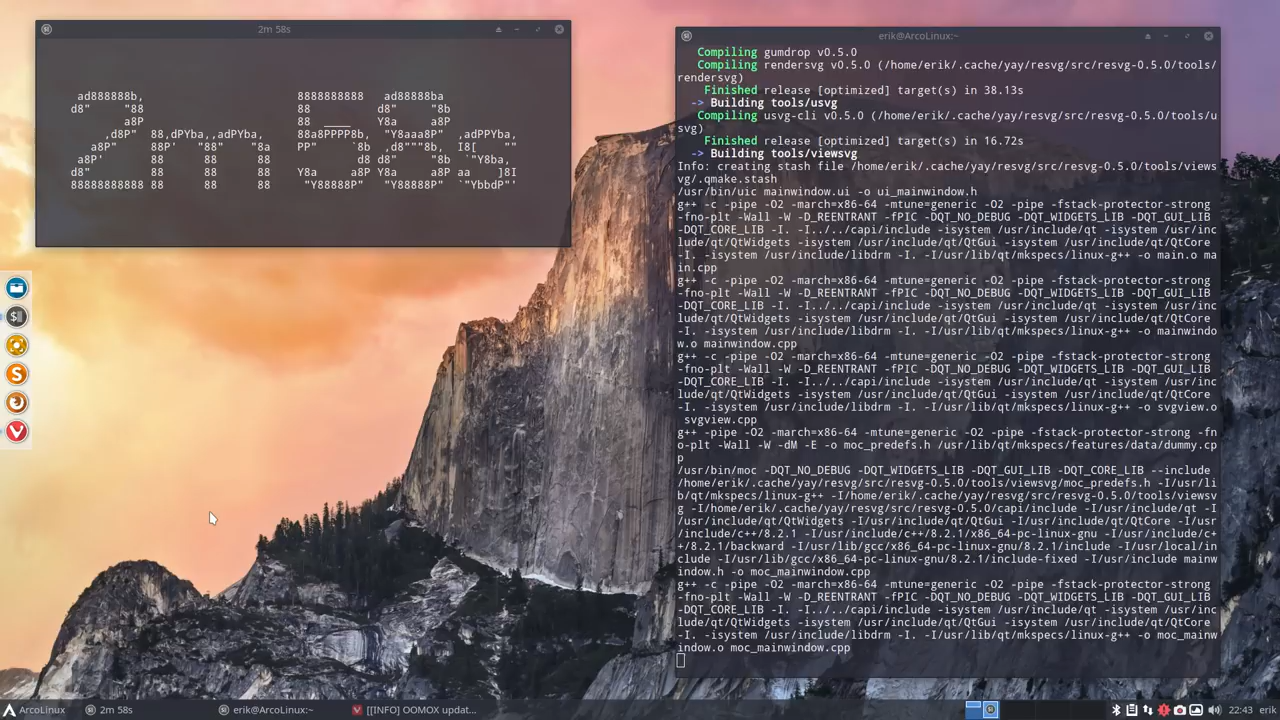 2m 58s
2m 58s
erik@ArcoLinux:~
Compiling gumdrop v0.5.0
Compiling rendersvg v0.5.0 (/home/erik/.cache/yay/resvg/src/resvg-0.5.0/tools/
rendersvg)
Finished release [optimized] target(s) in 38.13s
-> Building tools/usvg
Compiling usvg-cli v0.5.0 (/home/erik/.cache/yay/resvg/src/resvg-0.5.0/tools/u
svg)
Finished release [optimized] target(s) in 16.72s
-> Building tools/viewsvg
Info: creating stash file /home/erik/.cache/yay/resvg/src/resvg-0.5.0/tools/views
vg/.qmake.stash
/usr/bin/uic mainwindow.ui -o ui_mainwindow.h
g++ -c -pipe -O2 -march=x86-64 -mtune=generic -O2 -pipe -fstack-protector-strong
-fno-plt -Wall -W -D_REENTRANT -fPIC -DQT_NO_DEBUG -DQT_WIDGETS_LIB -DQT_GUI_LIB
-DQT_CORE_LIB -I. -I../../capi/include -isystem /usr/include/qt -isystem /usr/inc
lude/qt/QtWidgets -isystem /usr/include/qt/QtGui -isystem /usr/include/qt/QtCore
-I. -isystem /usr/include/libdrm -I. -I/usr/lib/qt/mkspecs/linux-g++ -o main.o ma
in.cpp
g++ -c -pipe -O2 -march=x86-64 -mtune=generic -O2 -pipe -fstack-protector-strong
-fno-plt -Wall -W -D_REENTRANT -fPIC -DQT_NO_DEBUG -DQT_WIDGETS_LIB -DQT_GUI_LIB
-DQT_CORE_LIB -I. -I../../capi/include -isystem /usr/include/qt -isystem /usr/inc
lude/qt/QtWidgets -isystem /usr/include/qt/QtGui -isystem /usr/include/qt/QtCore
-I. -isystem /usr/include/libdrm -I. -I/usr/lib/qt/mkspecs/linux-g++ -o mainwindo
w.o mainwindow.cpp
g++ -c -pipe -O2 -march=x86-64 -mtune=generic -O2 -pipe -fstack-protector-strong
-fno-plt -Wall -W -D_REENTRANT -fPIC -DQT_NO_DEBUG -DQT_WIDGETS_LIB -DQT_GUI_LIB
-DQT_CORE_LIB -I. -I../../capi/include -isystem /usr/include/qt -isystem /usr/inc
lude/qt/QtWidgets -isystem /usr/include/qt/QtGui -isystem /usr/include/qt/QtCore
-I. -isystem /usr/include/libdrm -I. -I/usr/lib/qt/mkspecs/linux-g++ -o svgview.o
svgview.cpp
g++ -pipe -O2 -march=x86-64 -mtune=generic -O2 -pipe -fstack-protector-strong -fn
o-plt -Wall -W -dM -E -o moc_predefs.h /usr/lib/qt/mkspecs/features/data/dummy.cp
p
/usr/bin/moc -DQT_NO_DEBUG -DQT_WIDGETS_LIB -DQT_GUI_LIB -DQT_CORE_LIB --include
/home/erik/.cache/yay/resvg/src/resvg-0.5.0/tools/viewsvg/moc_predefs.h -I/usr/li
b/qt/mkspecs/linux-g++ -I/home/erik/.cache/yay/resvg/src/resvg-0.5.0/tools/viewsv
g -I/home/erik/.cache/yay/resvg/src/resvg-0.5.0/capi/include -I/usr/include/qt -I
/usr/include/qt/QtWidgets -I/usr/include/qt/QtGui -I/usr/include/qt/QtCore -I/usr
/include/c++/8.2.1 -I/usr/include/c++/8.2.1/x86_64-pc-linux-gnu -I/usr/include/c+
+/8.2.1/backward -I/usr/lib/gcc/x86_64-pc-linux-gnu/8.2.1/include -I/usr/local/in
clude -I/usr/lib/gcc/x86_64-pc-linux-gnu/8.2.1/include-fixed -I/usr/include mainw
indow.h -o moc_mainwindow.cpp
g++ -c -pipe -O2 -march=x86-64 -mtune=generic -O2 -pipe -fstack-protector-strong
-fno-plt -Wall -W -D_REENTRANT -fPIC -DQT_NO_DEBUG -DQT_WIDGETS_LIB -DQT_GUI_LIB
-DQT_CORE_LIB -I. -I../../capi/include -isystem /usr/include/qt -isystem /usr/inc
lude/qt/QtWidgets -isystem /usr/include/qt/QtGui -isystem /usr/include/qt/QtCore
-I. -isystem /usr/include/libdrm -I. -I/usr/lib/qt/mkspecs/linux-g++ -o moc_mainw
indow.o moc_mainwindow.cpp
ArcoLinux
2m 58s
erik@ArcoLinux:~
[[INFO] OOMOX updat...
22:43 erik